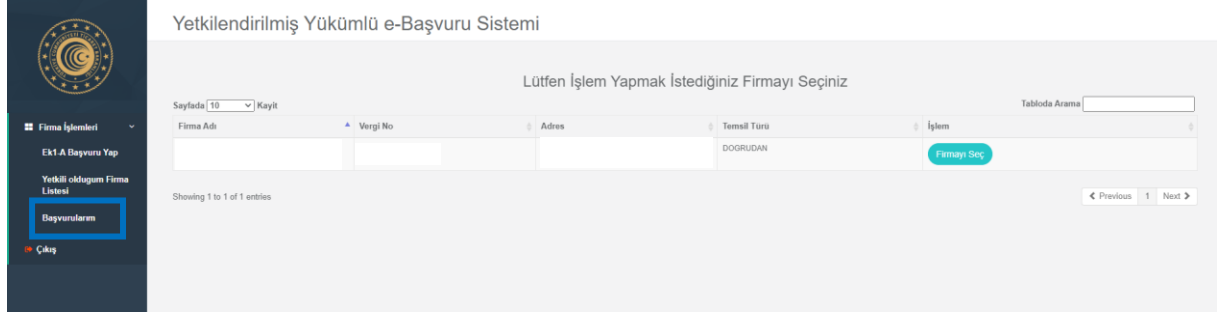 Yetkilendirilmiş Yükümlü e-Başvuru Sistemi
Lütfen İşlem Yapmak İstediğiniz Firmayı Seçiniz
Sayfada 10 Kayit
Tabloda Arama
Firma Adı Vergi No Adres Temsil Türü İşlem
DOGRUDAN Firmayı Seç
Showing 1 to 1 of 1 entries
Previous 1 Next
Firma İşlemleri
Ek1-A Başvuru Yap
Yetkili oldugum Firma
Listesi
Başvurularım
Çıkış